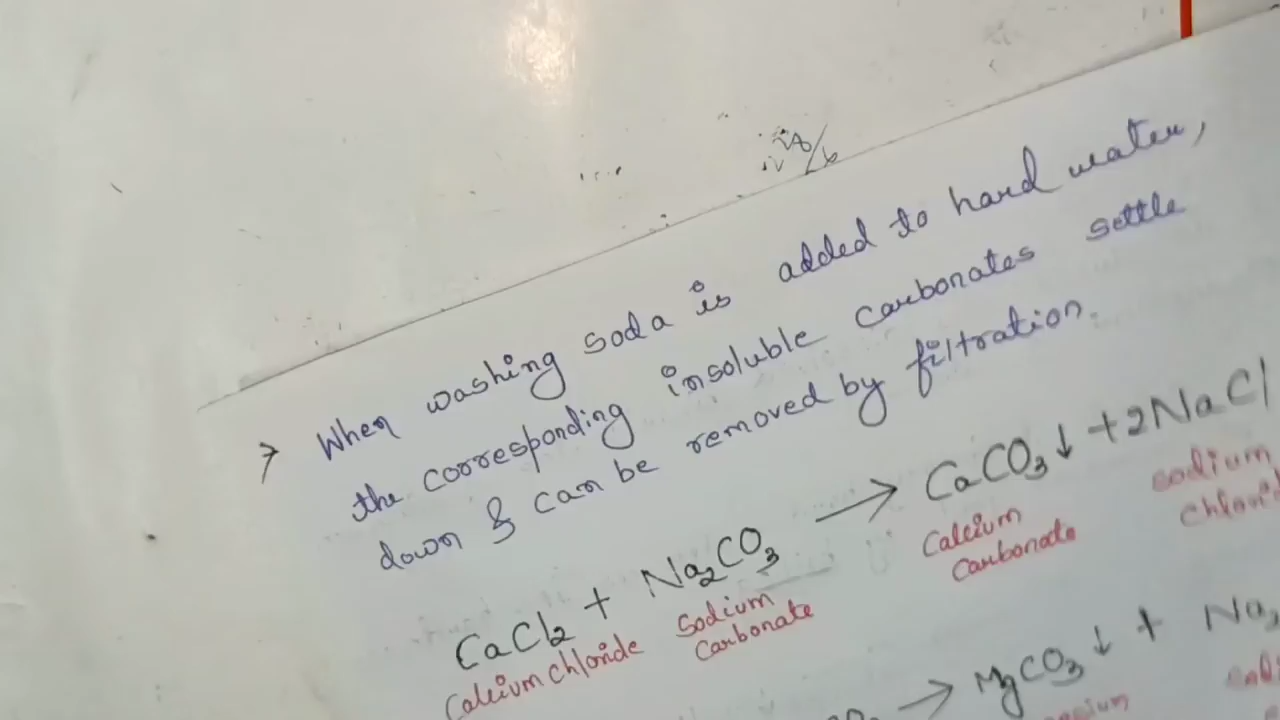 → When washing soda is added to hard water,
the corresponding insoluble carbonates settle
down & can be removed by filtration.
CaCl2 + Na2CO3 → CaCO3↓ + 2NaCl
Calcium chloride Sodium Carbonate Calcium Carbonate sodium
→ MgCO3↓ + Na2